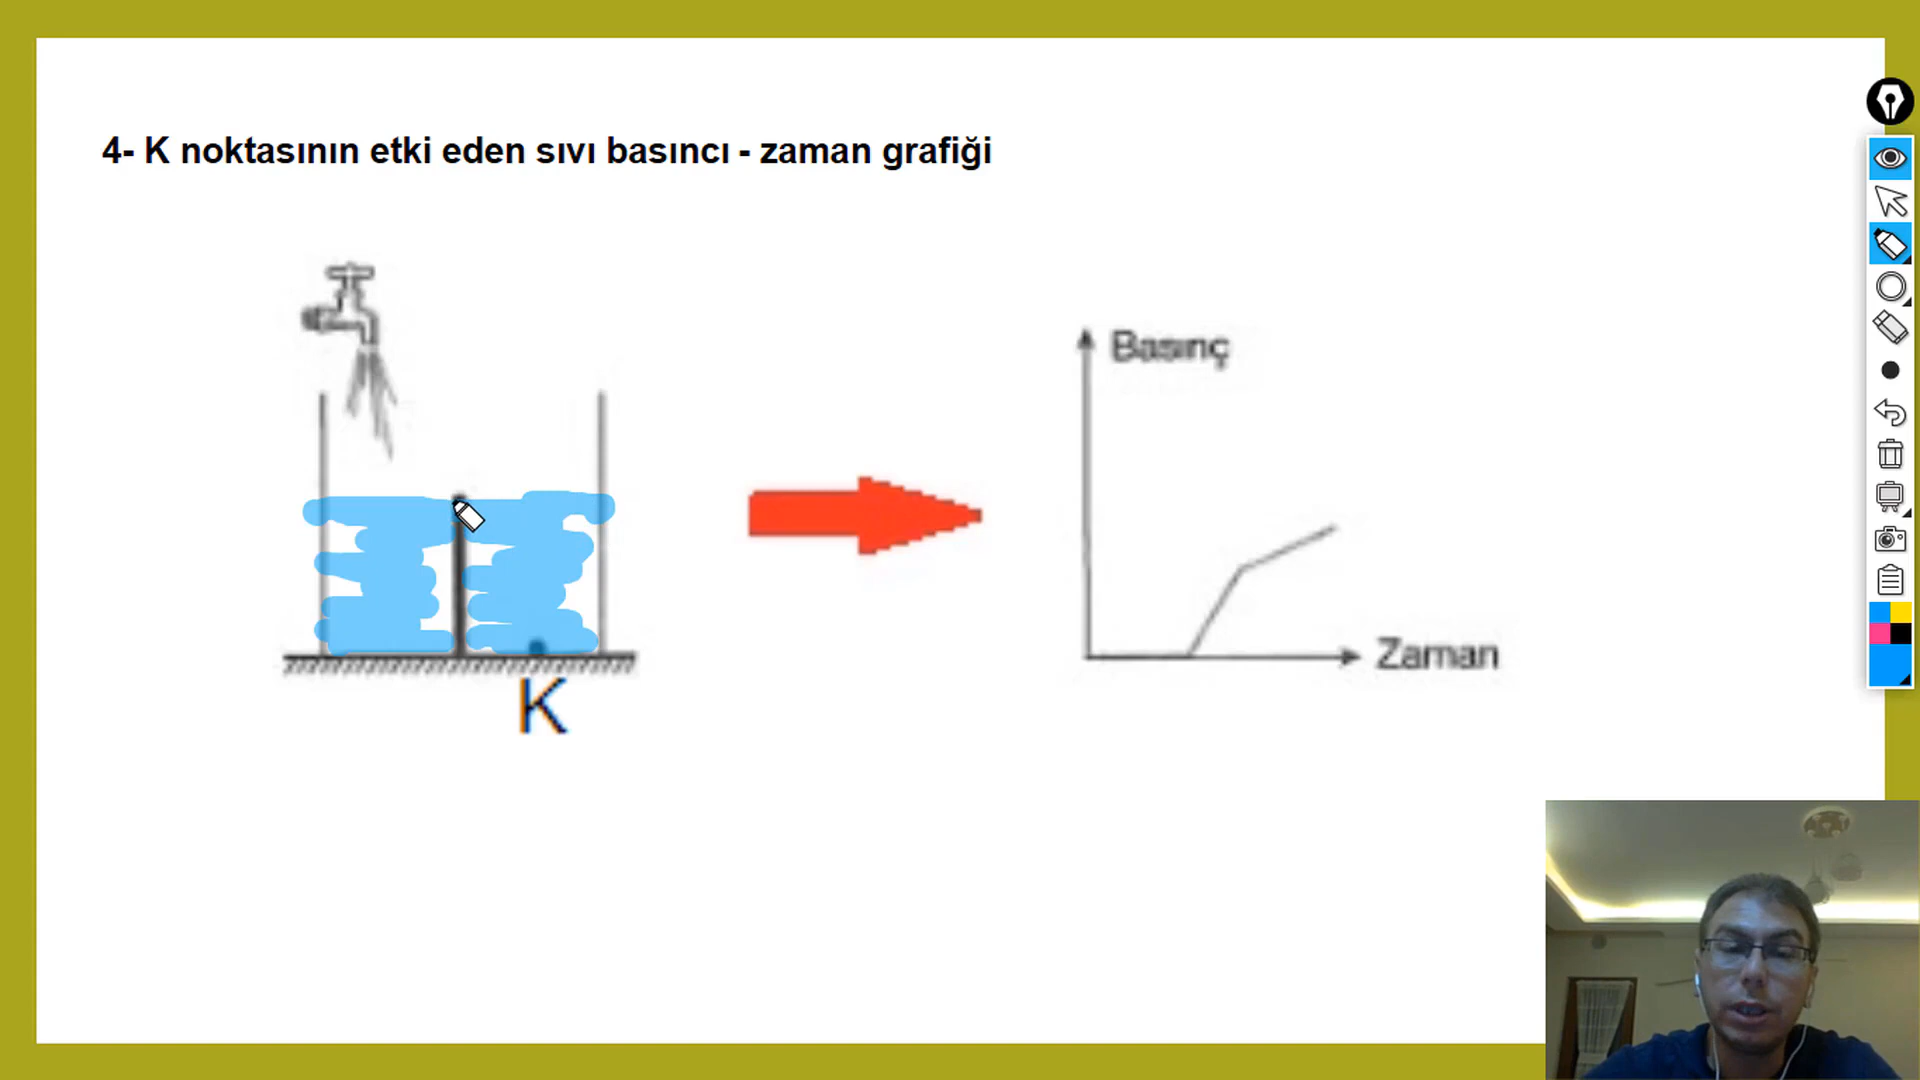 4- K noktasının etki eden sıvı basıncı - zaman grafiği
Basınç
Zaman
K